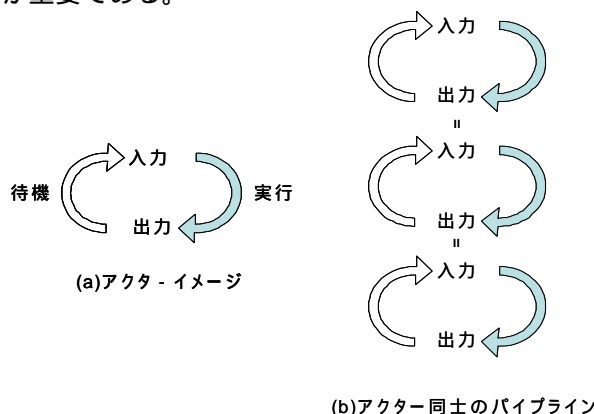 が重要である。
入力
出力
待機
実行
(a)アクタ - イメージ
入力
出力
=
入力
出力
=
入力
出力
(b)アクター同士のパイプライン